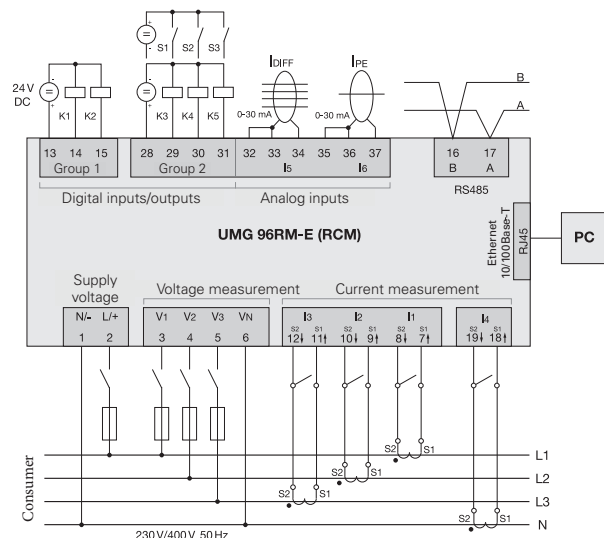 S1 S2 S3
IDIFF IPE
24 V
DC
K1 K2 K3 K4 K5
0-30 mA 0-30 mA
B
A
13 14 15 28 29 30 31 32 33 34 35 36 37 16 17
Group 1 Group 2 I5 I6 B A
RS485
Digital inputs/outputs Analog inputs
UMG 96RM-E (RCM)
Ethernet
10/100Base-T
RJ45
PC
Supply
voltage
Voltage measurement Current measurement
N/- L/+ V1 V2 V3 VN I3 I2 I1 I4
S2 S1 S2 S1 S2 S1 S2 S1
1 2 3 4 5 6 12↓ 11↑ 10↓ 9↑ 8↓ 7↑ 19↓ 18↑
Consumer
S2 S1
L1
S2 S1
L2
S2 S1
L3
S2 S1
N
230V/400V 50Hz